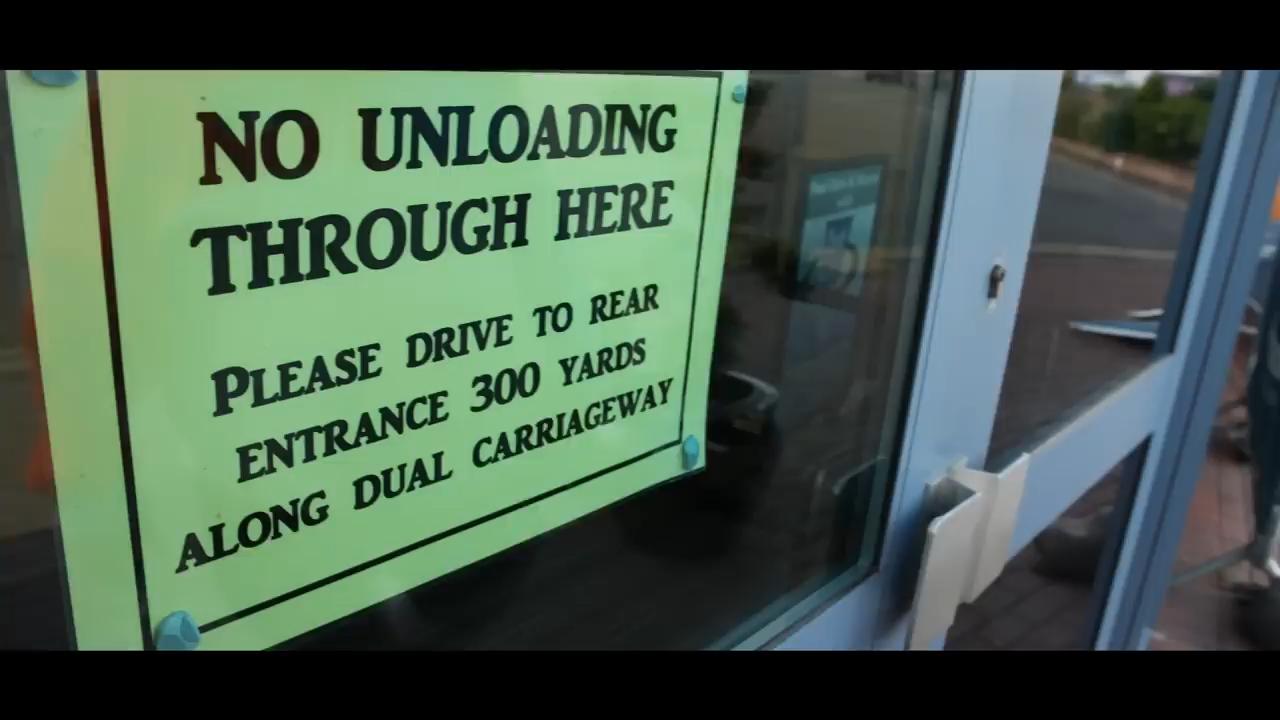 NO UNLOADING
THROUGH HERE
PLEASE DRIVE TO REAR
ENTRANCE 300 YARDS
ALONG DUAL CARRIAGEWAY